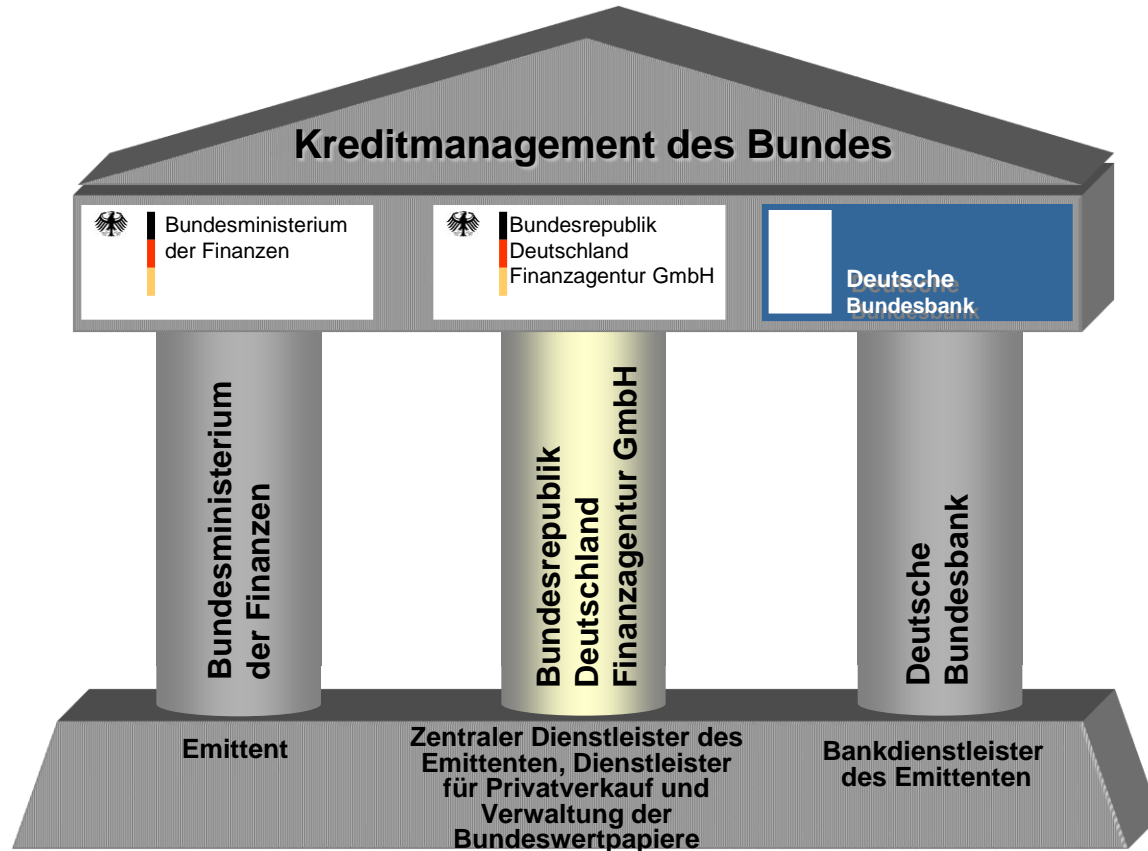 Kreditmanagement des Bundes
Bundesministerium
der Finanzen
Bundesrepublik
Deutschland
Finanzagentur GmbH
Deutsche
Bundesbank
Bundesministerium
der Finanzen
Bundesrepublik
Deutschland
Finanzagentur GmbH
Deutsche
Bundesbank
Emittent
Zentraler Dienstleister des
Emittenten, Dienstleister
für Privatverkauf und
Verwaltung der
Bundeswertpapiere
Bankdienstleister
des Emittenten